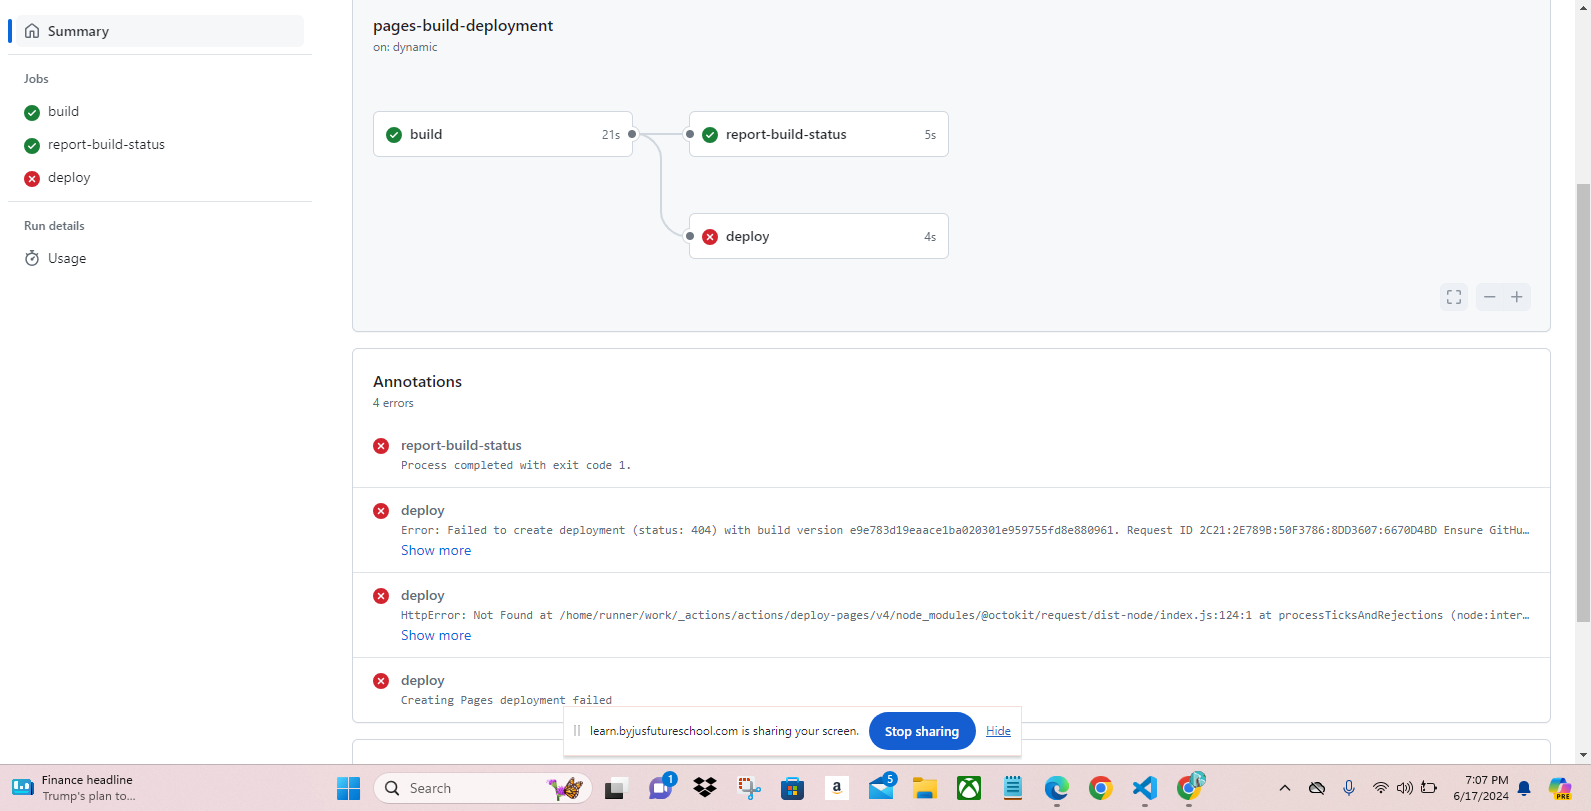 Summary
Jobs
build
report-build-status
deploy
Run details
Usage
pages-build-deployment
on: dynamic
build
21s
report-build-status
5s
deploy
4s
Annotations
4 errors
report-build-status
Process completed with exit code 1.
deploy
Error: Failed to create deployment (status: 404) with build version e9e783d19eaace1ba020301e959755fd8e880961. Request ID 2C21:2E789B:50F3786:8DD3607:6670D4BD Ensure GitHu…
Show more
deploy
HttpError: Not Found at /home/runner/work/_actions/actions/deploy-pages/v4/node_modules/@octokit/request/dist-node/index.js:124:1 at processTicksAndRejections (node:inter…
Show more
deploy
Creating Pages deployment failed
learn.byjusfutureschool.com is sharing your screen.
Stop sharing
Hide
Finance headline
Trump's plan to...
Search
1
a
5
7:07 PM
6/17/2024
PRE